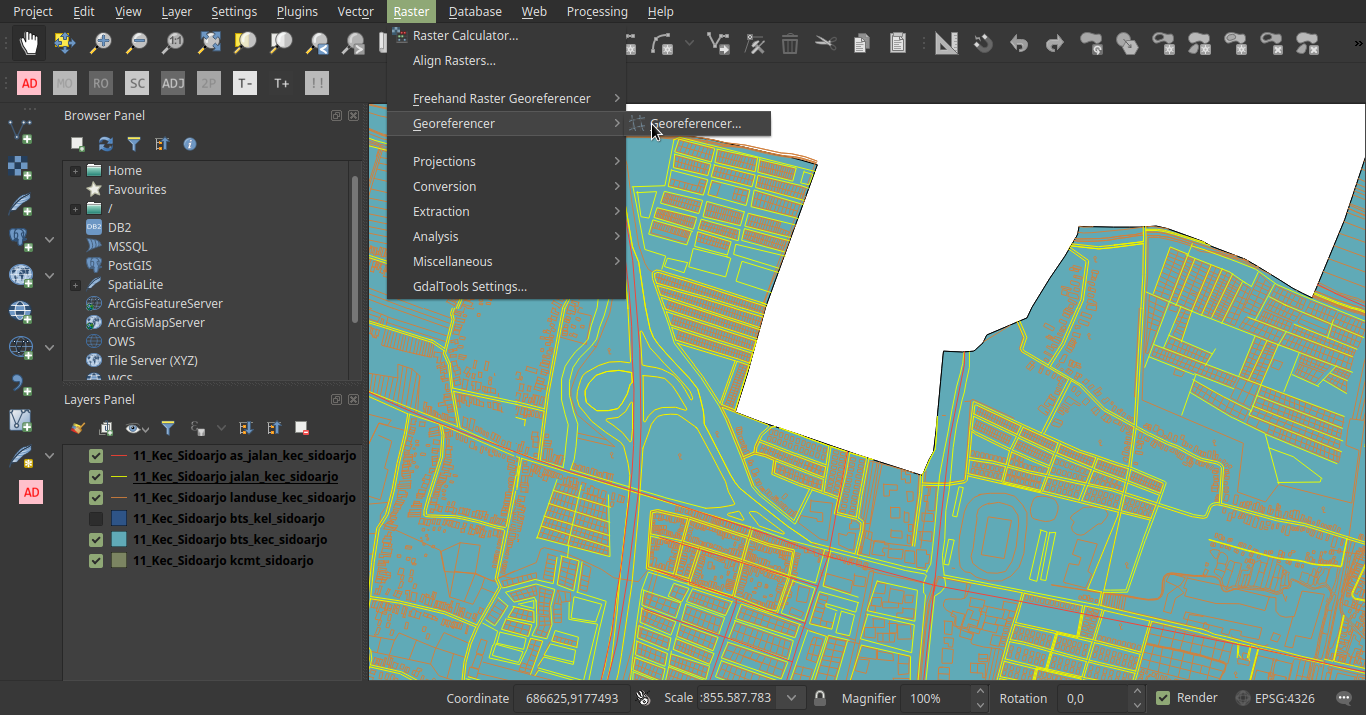 Project Edit View Layer Settings Plugins Vector Raster Database Web Processing Help
Raster Calculator...
Align Rasters...
»
AD MO RO SC ADJ 2P T- T+ !!
Freehand Raster Georeferencer
Georeferencer
Georeferencer...
Projections
Conversion
Extraction
Analysis
Miscellaneous
GdalTools Settings...
Browser Panel
Home
Favourites
/
DB2
DB2
MSSQL
PostGIS
SpatiaLite
ArcGisFeatureServer
ArcGisMapServer
OWS
Tile Server (XYZ)
WCS
Layers Panel
11_Kec_Sidoarjo as_jalan_kec_sidoarjo
11_Kec_Sidoarjo jalan_kec_sidoarjo
11_Kec_Sidoarjo landuse_kec_sidoarjo
11_Kec_Sidoarjo bts_kel_sidoarjo
11_Kec_Sidoarjo bts_kec_sidoarjo
11_Kec_Sidoarjo kcmt_sidoarjo
AD
Coordinate 686625,9177493 Scale :855.587.783 Magnifier 100% Rotation 0,0 Render EPSG:4326